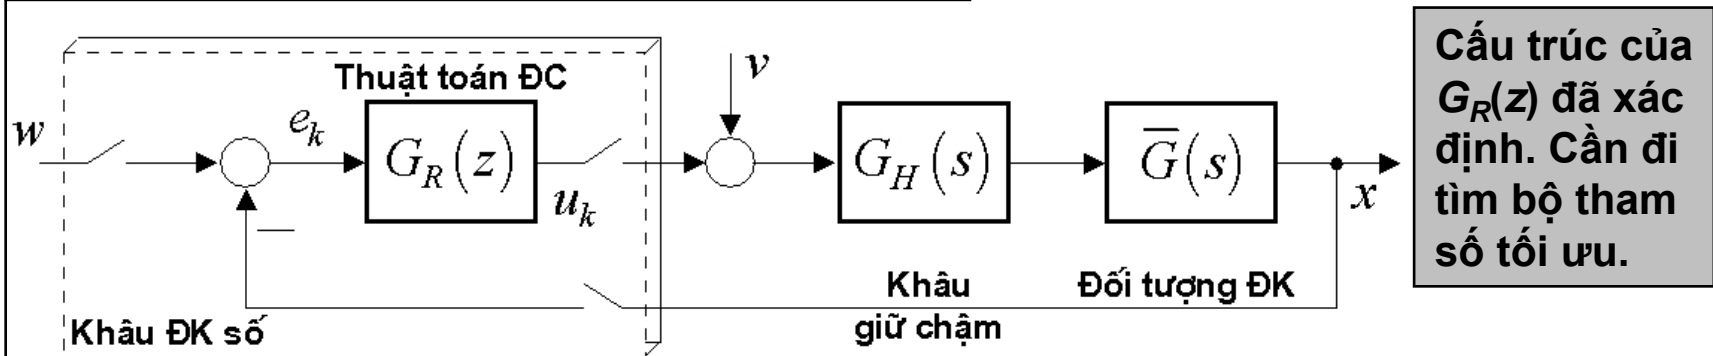 Thuật toán ĐC
w
e_k
G_R(z)
u_k
v
G_H(s)
\overline{G}(s)
x
Khâu
giữ chậm
Đối tượng ĐK
Khâu ĐK số
Cấu trúc của
G_R(z) đã xác
định. Cần đi
tìm bộ tham
số tối ưu.